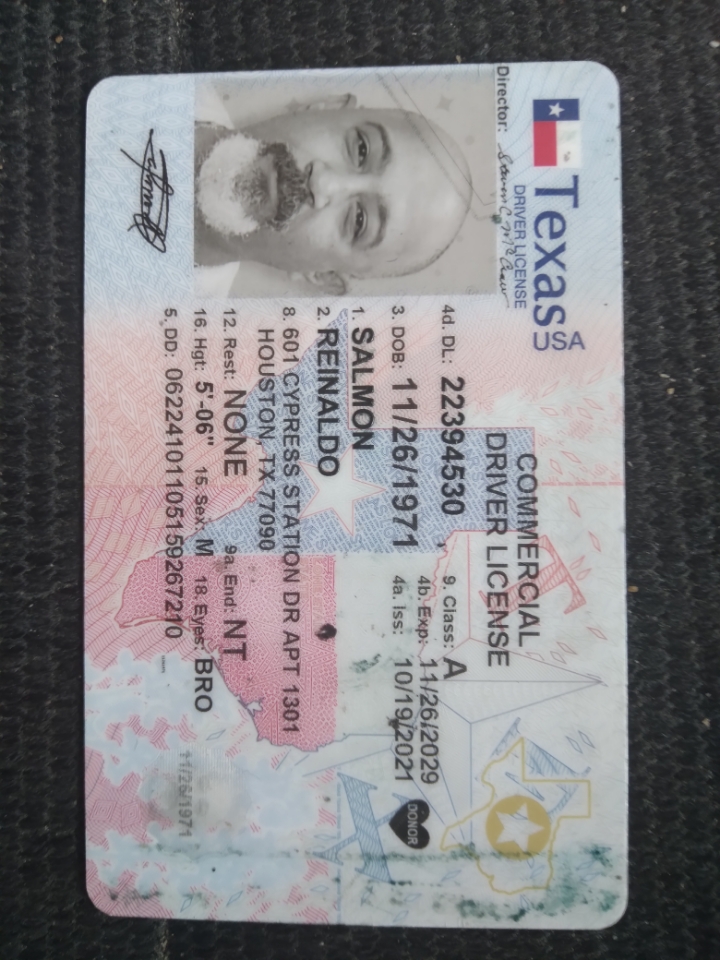 Texas USA
DRIVER LICENSE
Director:
COMMERCIAL
DRIVER LICENSE
4d. DL: 22394530
9. Class: A
3. DOB: 11/26/1971
4b. Exp: 11/26/2029
4a. Iss: 10/19/2021
DONOR
1. SALMON
2. REINALDO
8. 601 CYPRESS STATION DR APT 1301
HOUSTON, TX 77090
12. Rest: NONE
9a. End: NT
16. Hgt: 5'-06"
15. Sex: M
18. Eyes: BRO
5. DD: 06224101105159267210
11/26/1971